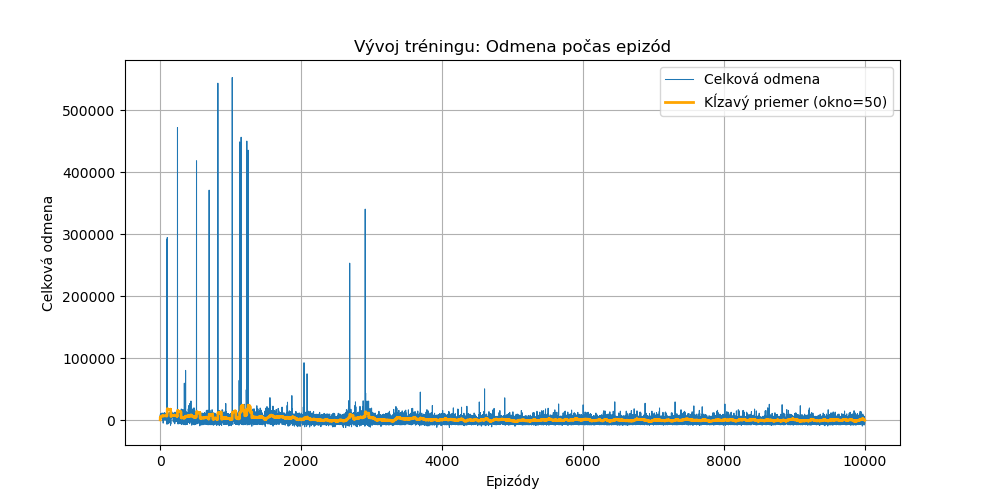 Vývoj tréningu: Odmena počas epizód
Celková odmena
Kĺzavý priemer (okno=50)
500000
400000
300000
200000
100000
0
Celková odmena
0
2000
4000
6000
8000
10000
Epizódy